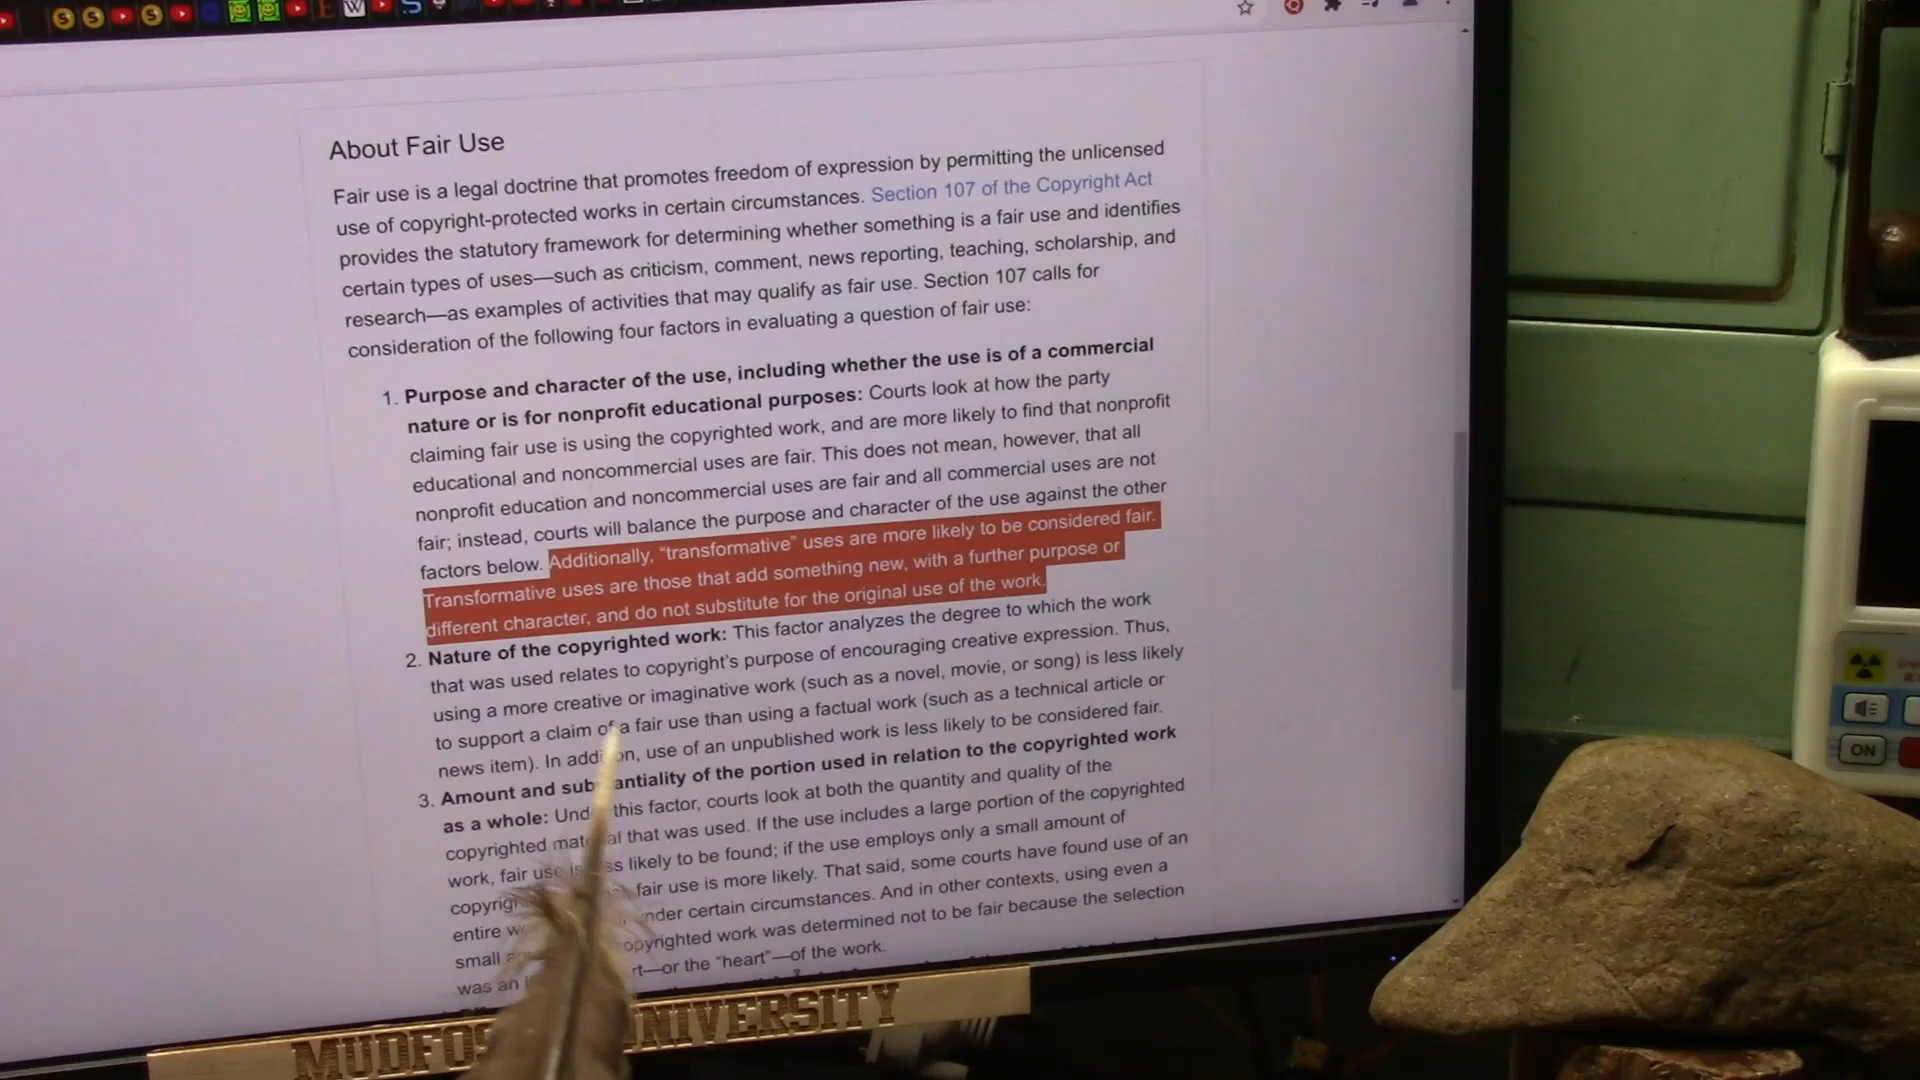 About Fair Use
Fair use is a legal doctrine that promotes freedom of expression by permitting the unlicensed
use of copyright-protected works in certain circumstances. Section 107 of the Copyright Act
provides the statutory framework for determining whether something is a fair use and identifies
certain types of uses—such as criticism, comment, news reporting, teaching, scholarship, and
research—as examples of activities that may qualify as fair use. Section 107 calls for
consideration of the following four factors in evaluating a question of fair use:
1. Purpose and character of the use, including whether the use is of a commercial
nature or is for nonprofit educational purposes: Courts look at how the party
claiming fair use is using the copyrighted work, and are more likely to find that nonprofit
educational and noncommercial uses are fair. This does not mean, however, that all
nonprofit education and noncommercial uses are fair and all commercial uses are not
fair; instead, courts will balance the purpose and character of the use against the other
factors below. Additionally, “transformative” uses are more likely to be considered fair.
Transformative uses are those that add something new, with a further purpose or
different character, and do not substitute for the original use of the work.
2. Nature of the copyrighted work: This factor analyzes the degree to which the work
that was used relates to copyright’s purpose of encouraging creative expression. Thus,
using a more creative or imaginative work (such as a novel, movie, or song) is less likely
to support a claim of a fair use than using a factual work (such as a technical article or
news item). In addition, use of an unpublished work is less likely to be considered fair.
3. Amount and substantiality of the portion used in relation to the copyrighted work
as a whole: Under this factor, courts look at both the quantity and quality of the
copyrighted material that was used. If the use includes a large portion of the copyrighted
work, fair use is less likely to be found; if the use employs only a small amount of
fair use is more likely. That said, some courts have found use of an
entire under certain circumstances. And in other contexts, using even a
small copyrighted work was determined not to be fair because the selection
was an or the “heart”—of the work.
UNIVERSITY
ON